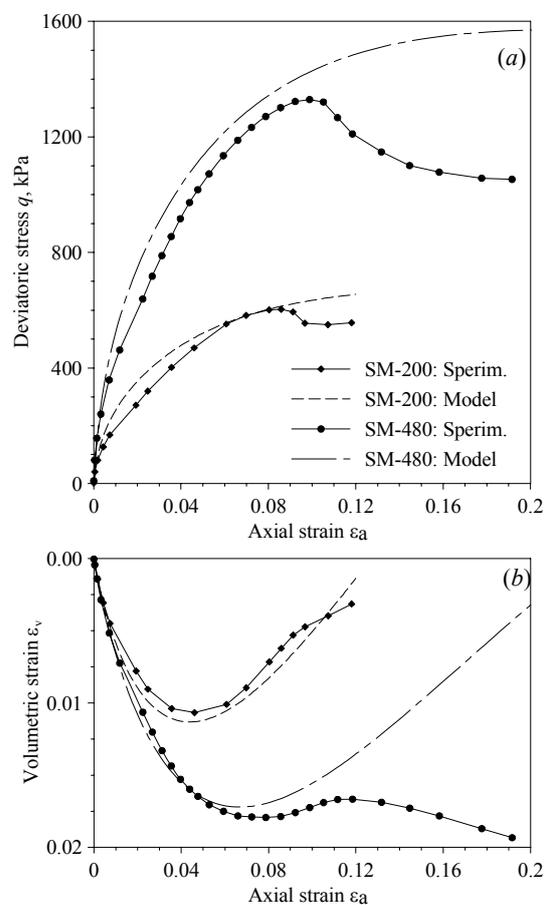 1600
(a)
1200
Deviatoric stress q, kPa
800
400
SM-200: Sperim.
SM-200: Model
SM-480: Sperim.
SM-480: Model
0
0 0.04 0.08 0.12 0.16 0.2
Axial strain εa
0.00
(b)
Volumetric strain εv
0.01
0.02
0 0.04 0.08 0.12 0.16 0.2
Axial strain εa